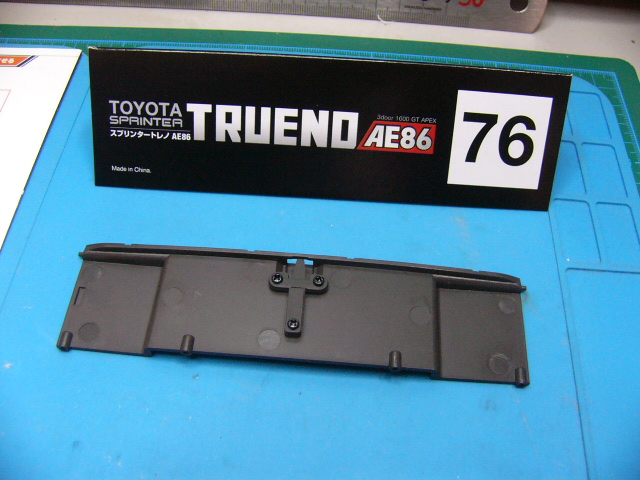 TOYOTA
SPRINTER
スプリンタートレノ AE86
TRUENO
3door 1600 GT APEX
AE86
76
Made in China.